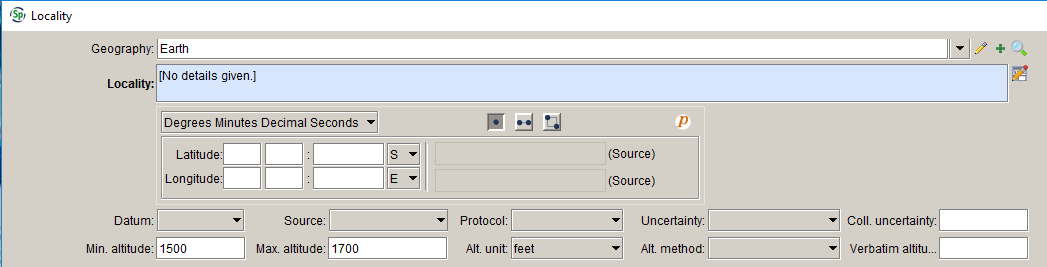 Sp Locality
Geography: Earth
Locality: [No details given.]
Degrees Minutes Decimal Seconds p
Latitude: : S (Source)
Longitude: : E (Source)
Datum: Source: Protocol: Uncertainty: Coll. uncertainty:
Min. altitude: 1500 Max. altitude: 1700 Alt. unit: feet Alt. method: Verbatim altitu...